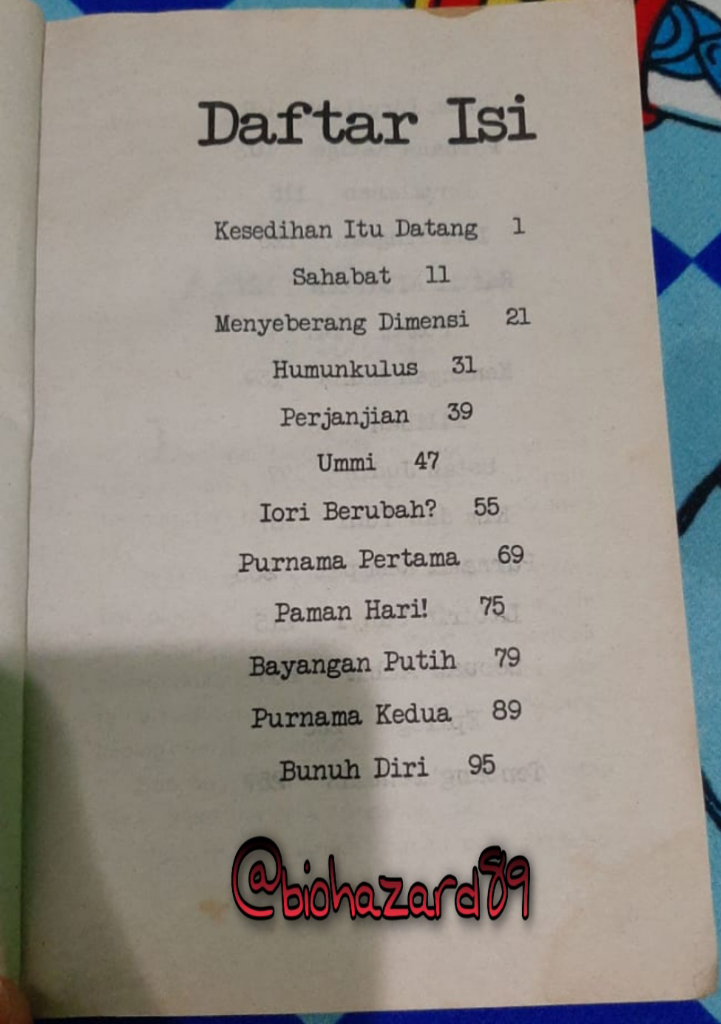 Daftar Isi
Kesedihan Itu Datang 1
Sahabat 11
Menyeberang Dimensi 21
Humunkulus 31
Perjanjian 39
Ummi 47
Iori Berubah? 55
Purnama Pertama 69
Paman Hari! 75
Bayangan Putih 79
Purnama Kedua 89
Bunuh Diri 95
@biohazard89